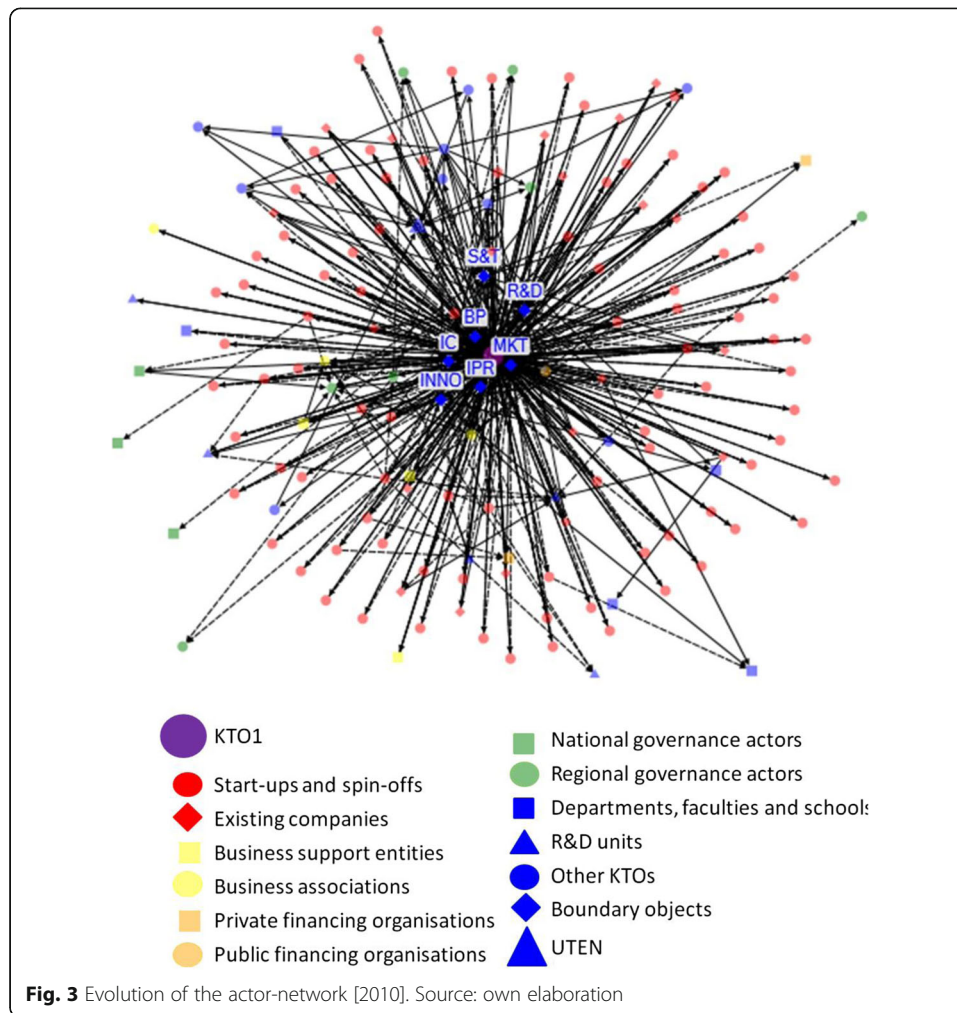 S&T
R&D
BP
IC
MKT
IPR
INNO
KTO1
Start-ups and spin-offs
Existing companies
Business support entities
Business associations
Private financing organisations
Public financing organisations
National governance actors
Regional governance actors
Departments, faculties and schools
R&D units
Other KTOs
Boundary objects
UTEN
Fig. 3 Evolution of the actor-network [2010]. Source: own elaboration